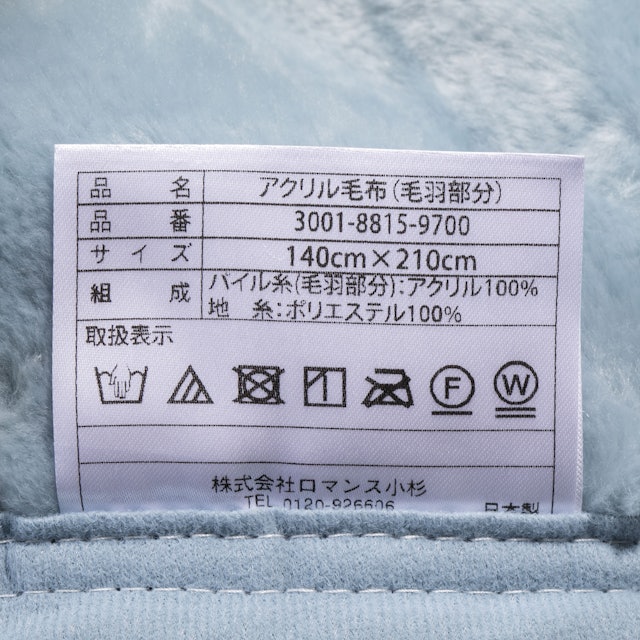 品名 アクリル毛布(毛羽部分)
品番 3001-8815-9700
サイズ 140cm×210cm
組成 パイル糸(毛羽部分):アクリル100%
地糸:ポリエステル100%
取扱表示
F W
株式会社ロマンス小杉
TEL 0120-926606 日本製